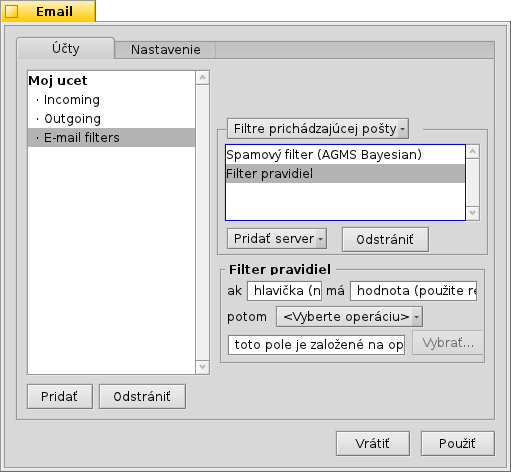 Email
Účty
Nastavenie
Moj ucet
· Incoming
· Outgoing
· E-mail filters
Pridať
Odstrániť
Filtre prichádzajúcej pošty
Spamový filter (AGMS Bayesian)
Filter pravidiel
Pridať server
Odstrániť
Filter pravidiel
ak hlavička (n má hodnota (použite re
potom <Vyberte operáciu>
toto pole je založené na op Vybrať...
Vrátiť
Použiť